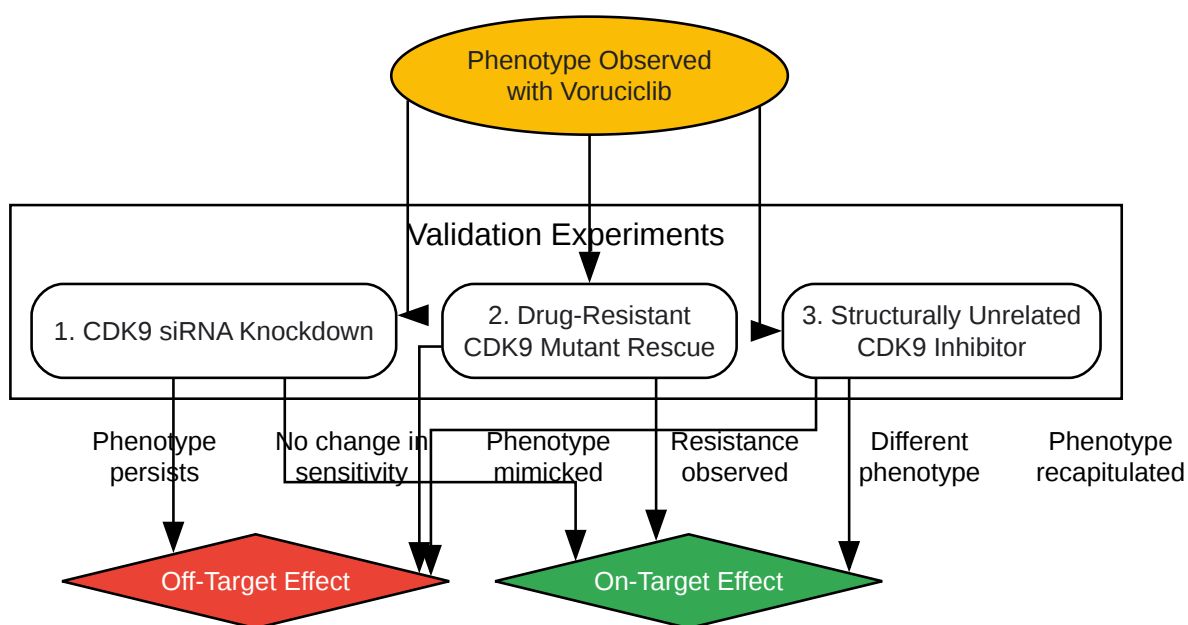 Phenotype Observed
with Voruciclib
Validation Experiments
1. CDK9 siRNA Knockdown
2. Drug-Resistant
CDK9 Mutant Rescue
3. Structurally Unrelated
CDK9 Inhibitor
Phenotype
persists
No change in
sensitivity
Phenotype
mimicked
Resistance
observed
Different
phenotype
Phenotype
recapitulated
Off-Target Effect
On-Target Effect